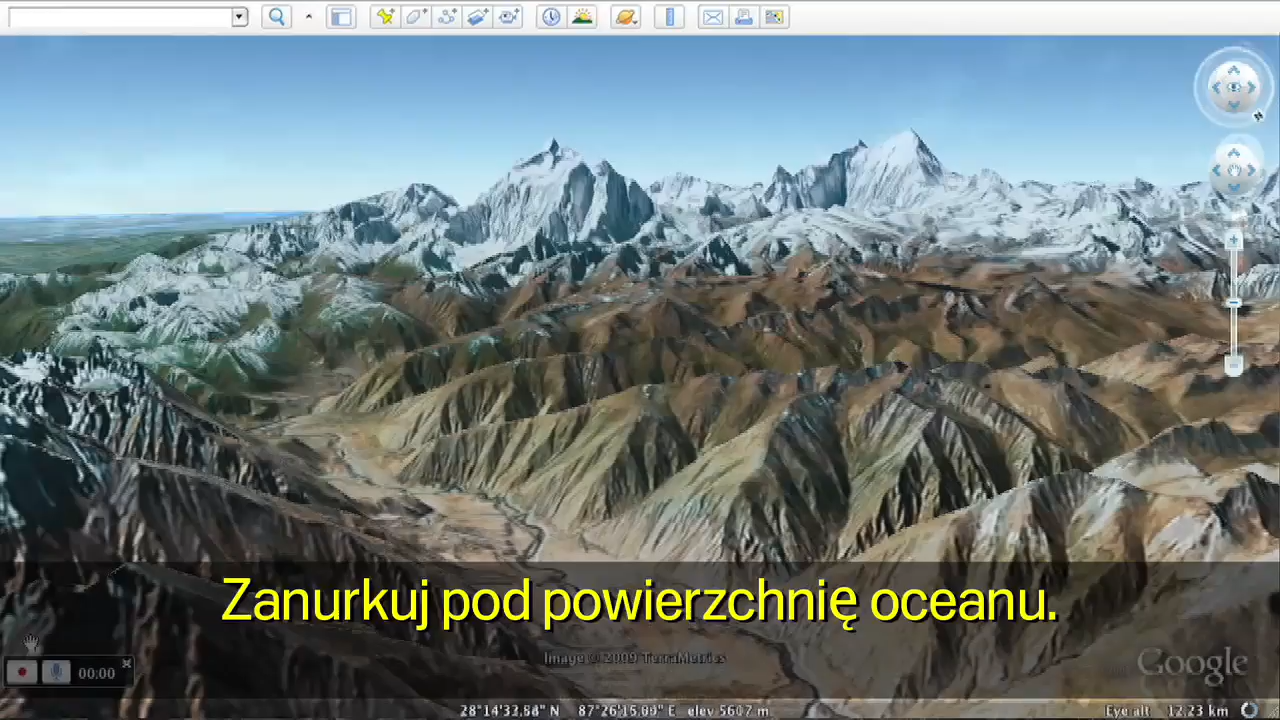 Zanurkuj pod powierzchnię oceanu.
Image © 2009 TerraMetrics
Google
00:00
28°14'33.58" N 87°26'15.09" E elev 5607 m
Eye alt 12.23 km